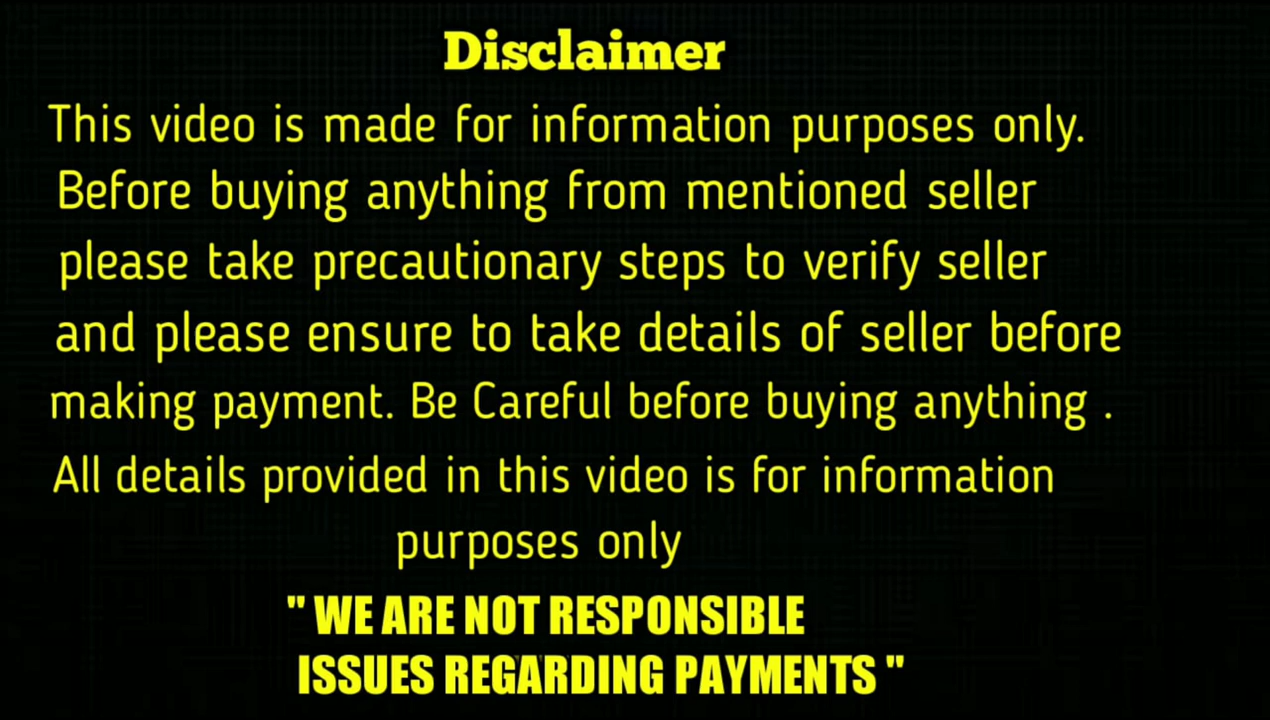 Disclaimer
This video is made for information purposes only.
Before buying anything from mentioned seller
please take precautionary steps to verify seller
and please ensure to take details of seller before
making payment. Be Careful before buying anything .
All details provided in this video is for information
purposes only
" WE ARE NOT RESPONSIBLE
ISSUES REGARDING PAYMENTS "